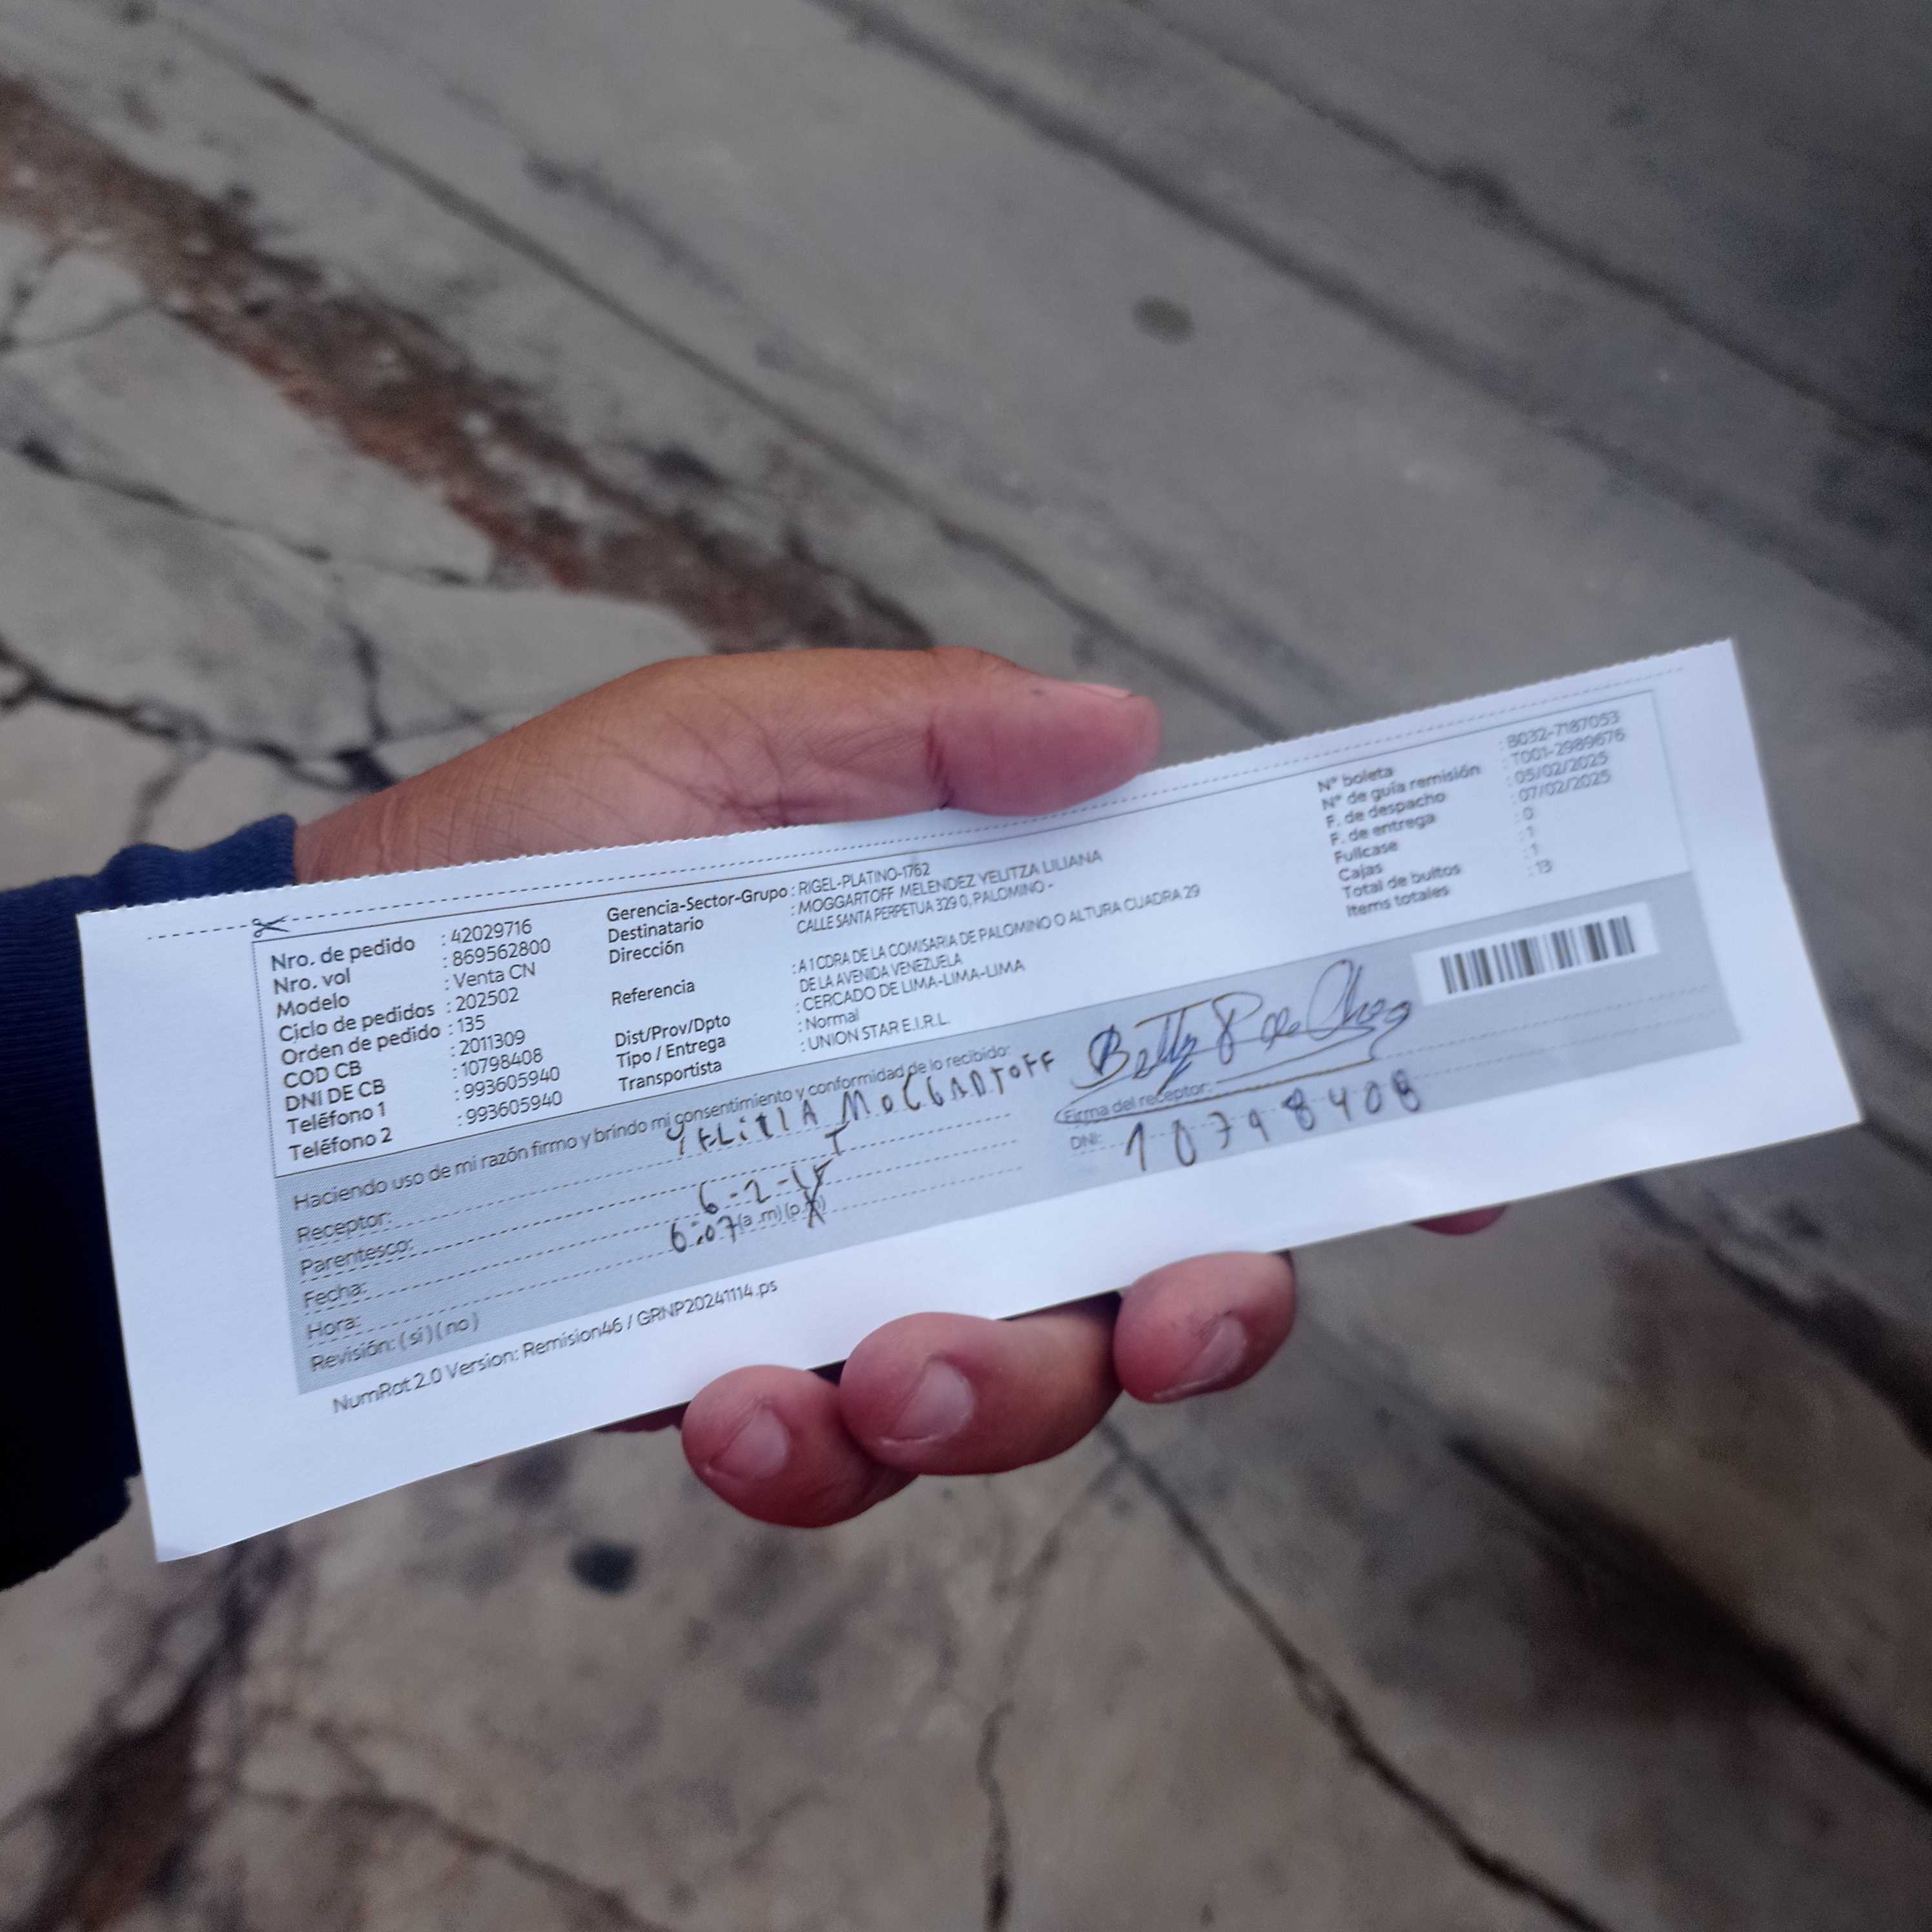 Nro. de pedido : 42029716
Nro. vol : 869562800
Modelo : Venta CN
Ciclo de pedidos : 202502
Orden de pedido : 135
COD CB : 2011309
DNI DE CB : 10798408
Teléfono 1 : 993605940
Teléfono 2 : 993605940
Gerencia-Sector-Grupo : RIGEL-PLATINO-1762
Destinatario : MOGGARTOFF MELENDEZ YELITZA LILIANA
Dirección CALLE SANTA PERPETUA 329 0, PALOMINO -
Referencia : A 1 CDRA DE LA COMISARIA DE PALOMINO O ALTURA CUADRA 29
DE LA AVENIDA VENEZUELA
Dist/Prov/Dpto : CERCADO DE LIMA-LIMA-LIMA
Tipo / Entrega : Normal
Transportista : UNION STAR E.I.R.L.
N° boleta : B032-7187053
N° de guía remisión : T001-2989676
F. de despacho : 05/02/2025
F. de entrega : 07/02/2025
Fullcase : 0
Cajas : 1
Total de bultos : 1
Items totales : 13
Haciendo uso de mi razón firmo y brindo mi consentimiento y conformidad de lo recibido:
Receptor:
Parentesco: T
Fecha: 6-2-
Hora: 6:07 (a .m) (p.m)
Revisión: ( si ) ( no )
Firma del receptor: Betty
DNI: 10798408
NumRot 2.0 Version: Remision46 / GRNP20241114.ps